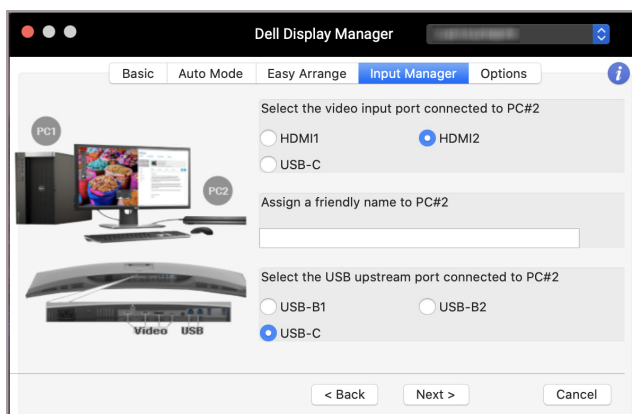 Dell Display Manager
Basic Auto Mode Easy Arrange Input Manager Options i
Select the video input port connected to PC#2
HDMI1 HDMI2
USB-C
PC1
PC2
Assign a friendly name to PC#2
Select the USB upstream port connected to PC#2
USB-B1 USB-B2
USB-C
Video USB
< Back Next > Cancel